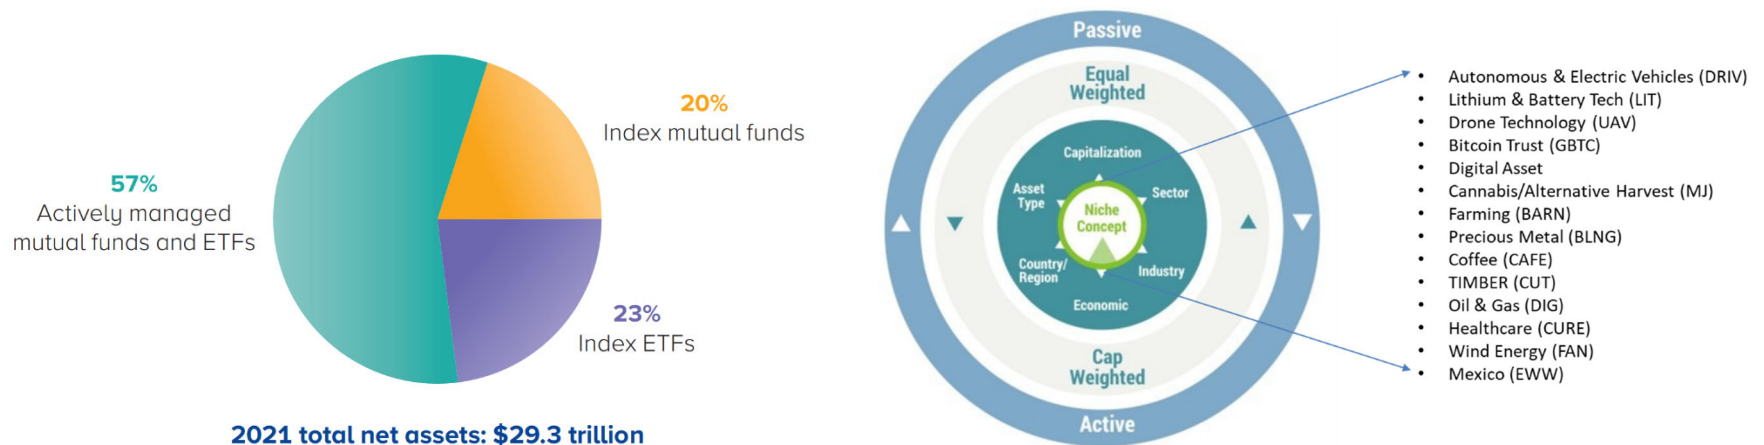 57%
Actively managed
mutual funds and ETFs
20%
Index mutual funds
23%
Index ETFs
2021 total net assets: $29.3 trillion
Passive
Equal
Weighted
Capitalization
Asset
Type
Sector
Niche
Concept
Country/
Region
Industry
Economic
Cap
Weighted
Active
• Autonomous & Electric Vehicles (DRIV)
• Lithium & Battery Tech (LIT)
• Drone Technology (UAV)
• Bitcoin Trust (GBTC)
• Digital Asset
• Cannabis/Alternative Harvest (MJ)
• Farming (BARN)
• Precious Metal (BLNG)
• Coffee (CAFE)
• TIMBER (CUT)
• Oil & Gas (DIG)
• Healthcare (CURE)
• Wind Energy (FAN)
• Mexico (EWW)